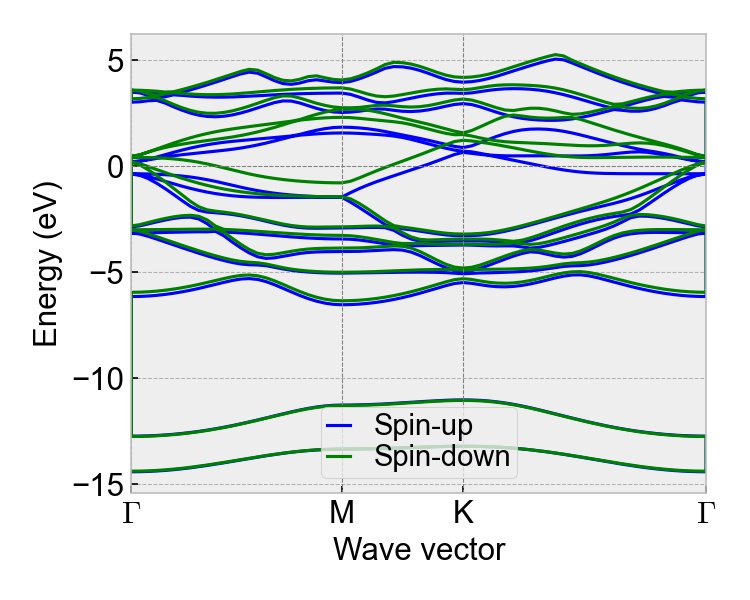 5
0
−5
−10
−15
Energy (eV)
Spin-up
Spin-down
Γ M K Γ
Wave vector